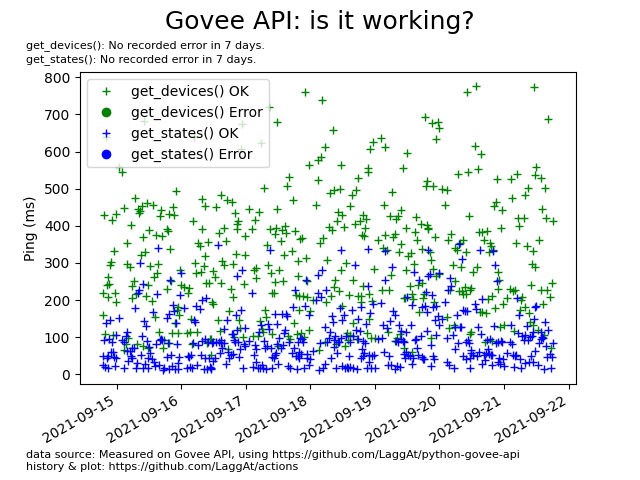 Govee API: is it working?
get_devices(): No recorded error in 7 days.
get_states(): No recorded error in 7 days.
800
700
600
500
400
300
200
100
0
Ping (ms)
get_devices() OK
get_devices() Error
get_states() OK
get_states() Error
2021-09-15
2021-09-16
2021-09-17
2021-09-18
2021-09-19
2021-09-20
2021-09-21
2021-09-22
data source: Measured on Govee API, using https://github.com/LaggAt/python-govee-api
history & plot: https://github.com/LaggAt/actions